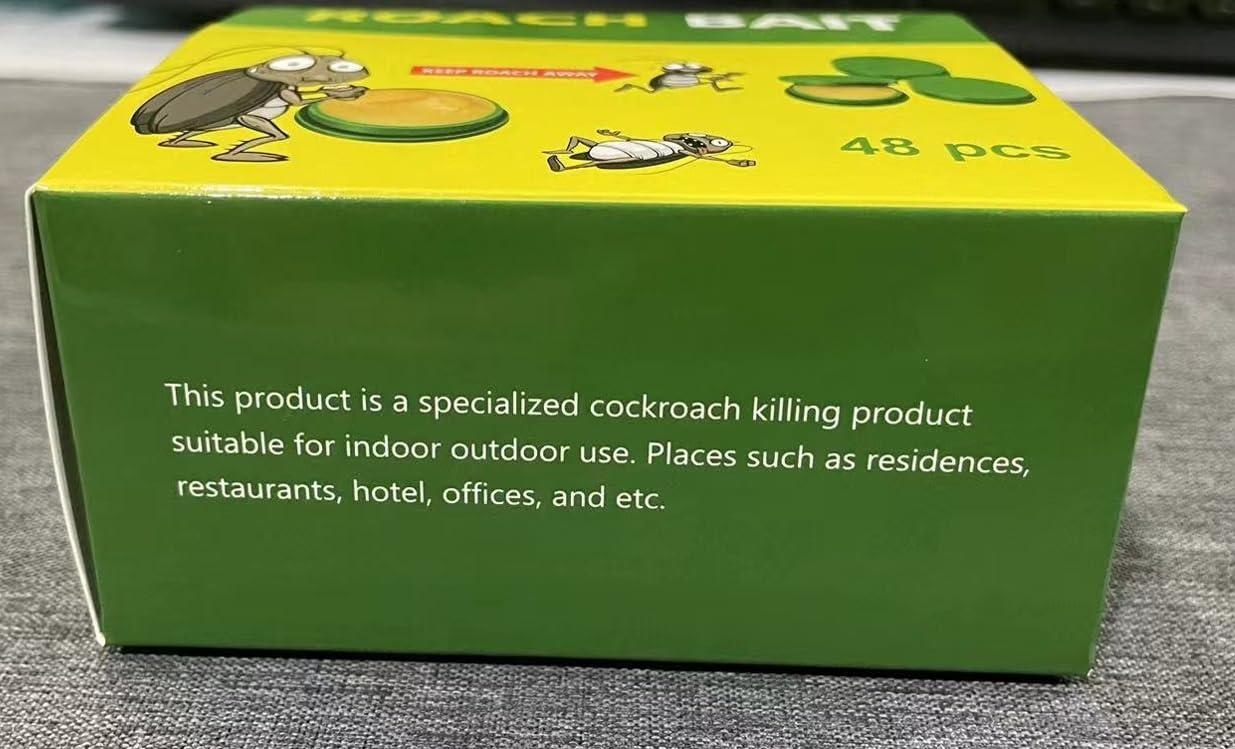 ROACH BAIT
KEEP ROACH AWAY
48 pcs
This product is a specialized cockroach killing product
suitable for indoor outdoor use. Places such as residences,
restaurants, hotel, offices, and etc.